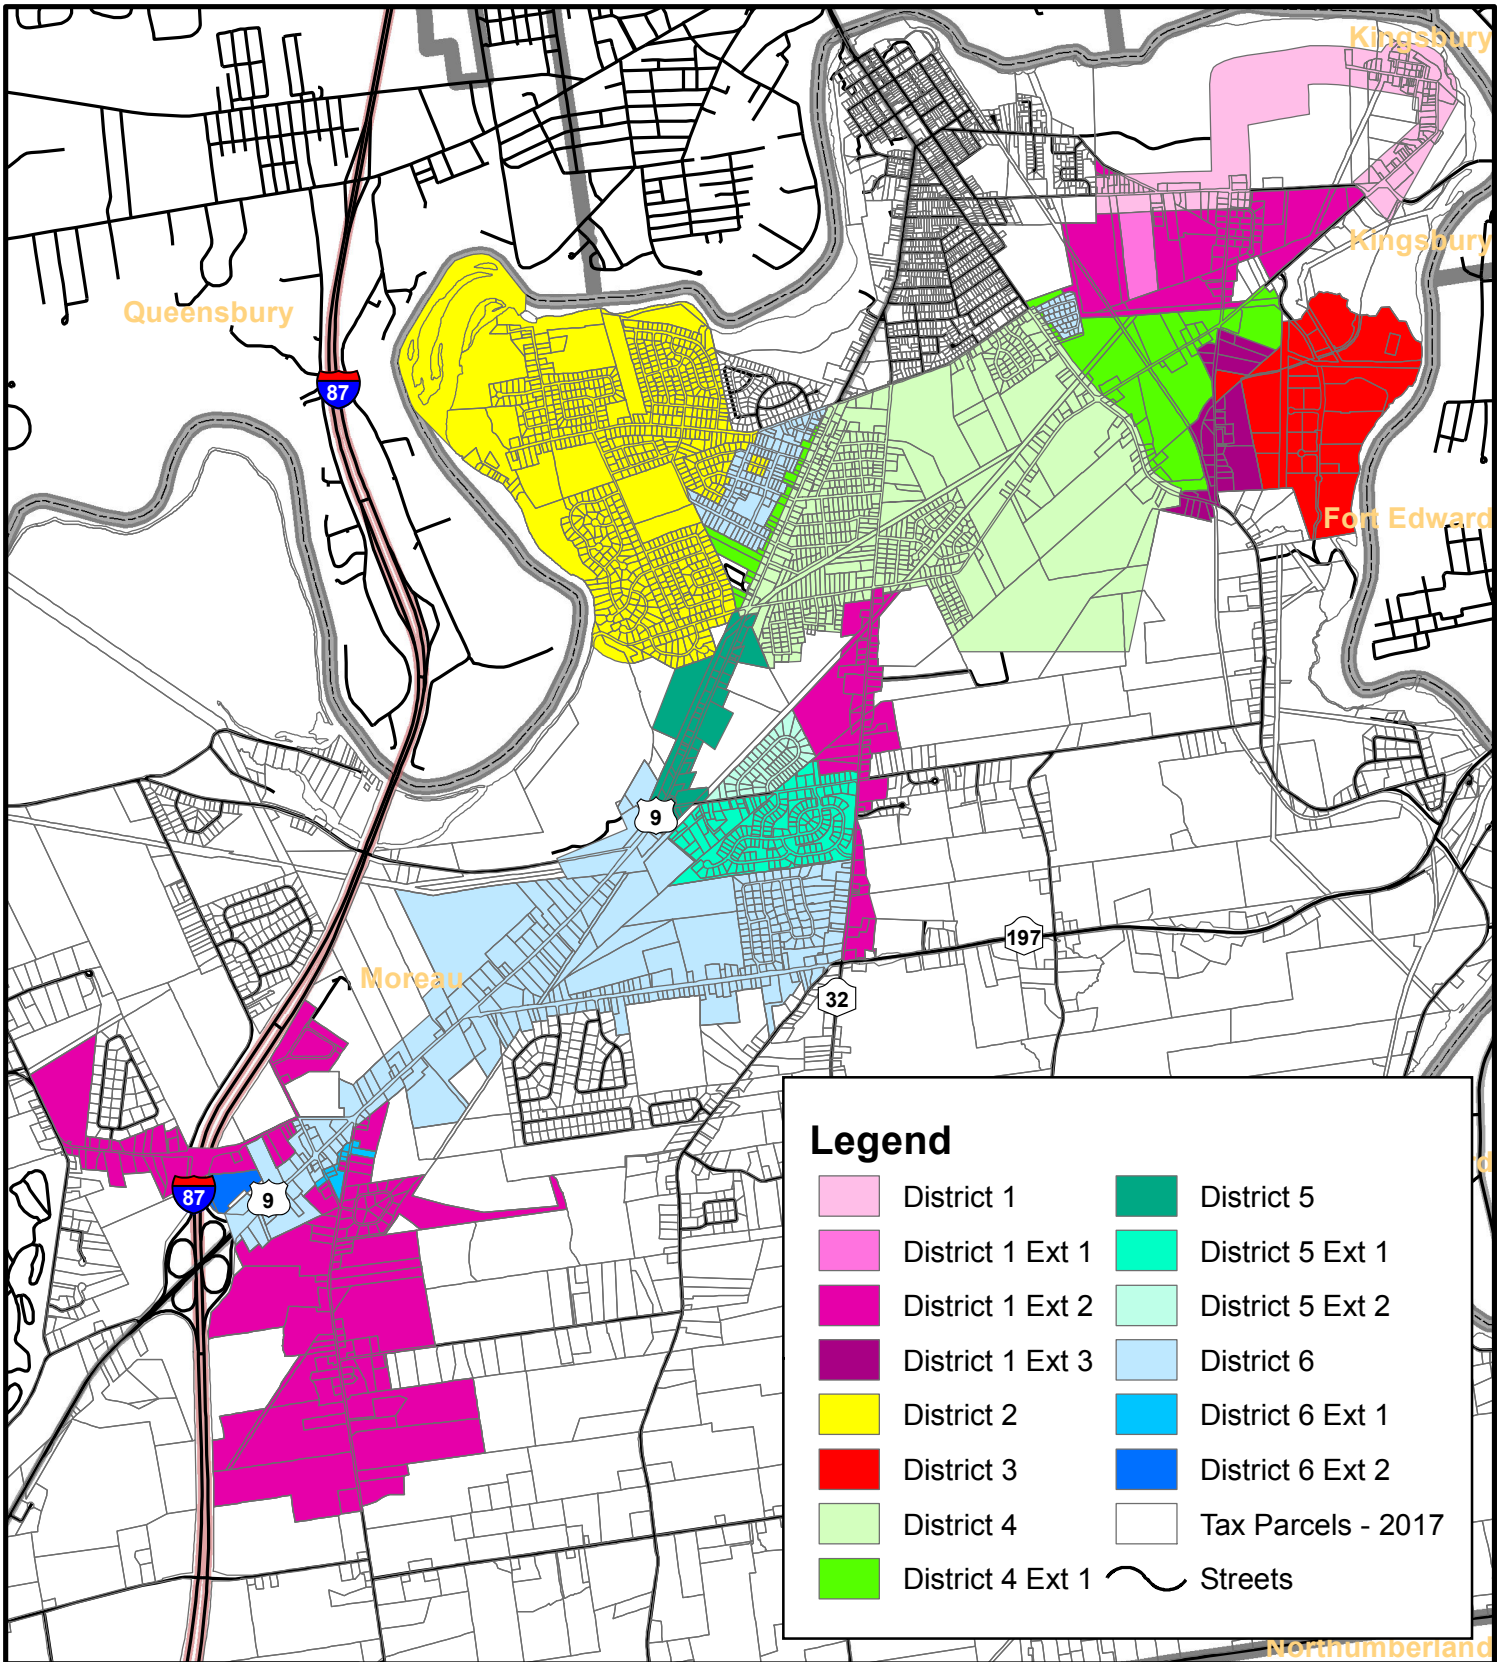 Kingsbury
Kingsbury
Queensbury
87
Fort Edward
9
197
Moreau
32
87
9
d
Legend
District 1
District 1 Ext 1
District 1 Ext 2
District 1 Ext 3
District 2
District 3
District 4
District 4 Ext 1
District 5
District 5 Ext 1
District 5 Ext 2
District 6
District 6 Ext 1
District 6 Ext 2
Tax Parcels - 2017
Streets
Northumberland